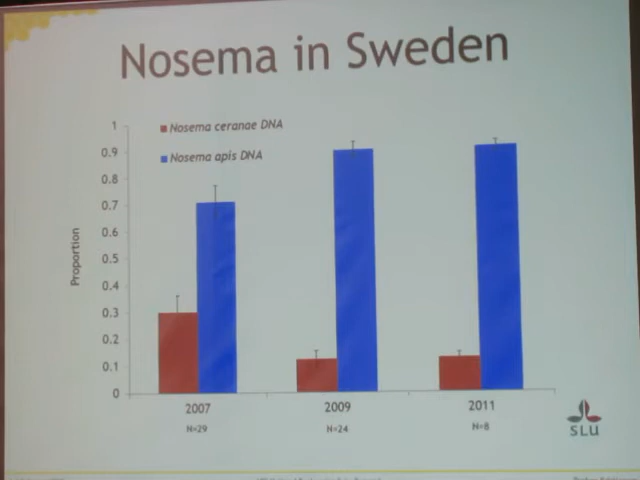 Nosema in Sweden
Nosema ceranae DNA
Nosema apis DNA
Proportion
1
0.9
0.8
0.7
0.6
0.5
0.4
0.3
0.2
0.1
0
2007 2009 2011
N=29 N=24 N=8
SLU